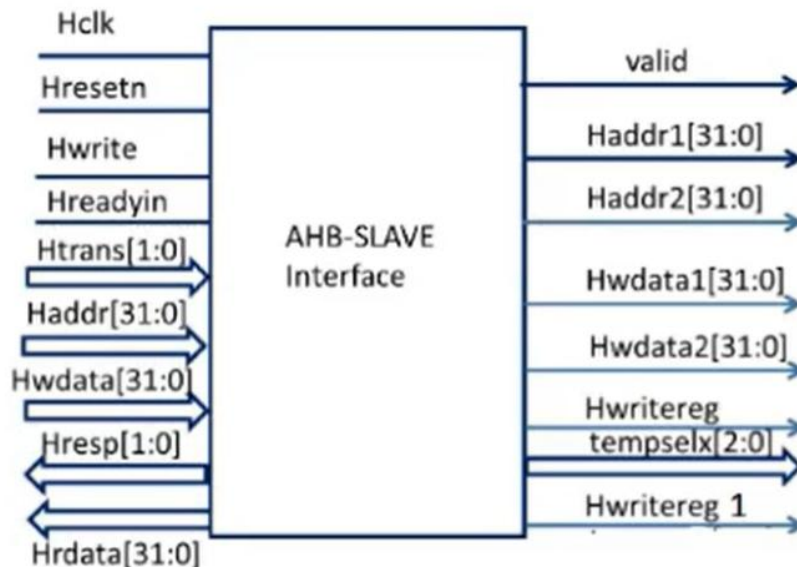 Hclk
Hresetn
Hwrite
Hreadyin
Htrans[1:0]
Haddr[31:0]
Hwdata[31:0]
Hresp[1:0]
Hrdata[31:0]
AHB-SLAVE
Interface
valid
Haddr1[31:0]
Haddr2[31:0]
Hwdata1[31:0]
Hwdata2[31:0]
Hwritereg
tempselx[2:0]
Hwritereg 1